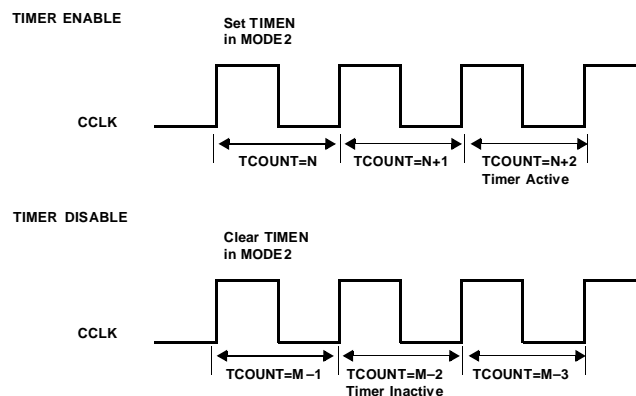 TIMER ENABLE
Set TIMEN
in MODE2
CCLK
TCOUNT=N
TCOUNT=N+1
TCOUNT=N+2
Timer Active
TIMER DISABLE
Clear TIMEN
in MODE2
CCLK
TCOUNT=M–1
TCOUNT=M–2
Timer Inactive
TCOUNT=M–3